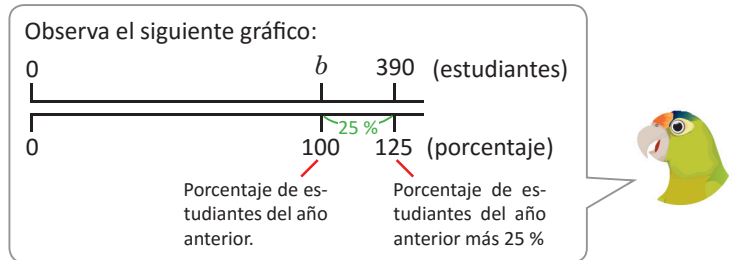 Observa el siguiente gráfico:
0 b 390 (estudiantes)
25 %
0 100 125 (porcentaje)
Porcentaje de es-
tudiantes del año
anterior.
Porcentaje de es-
tudiantes del año
anterior más 25 %